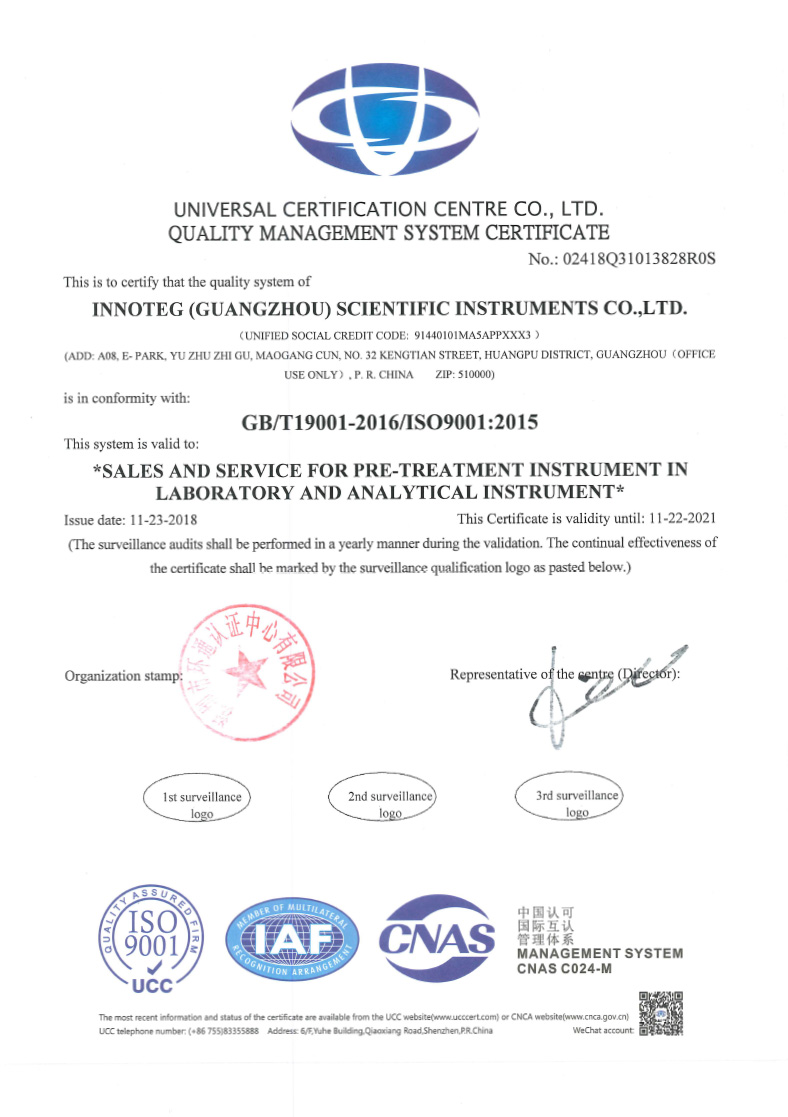 UNIVERSAL CERTIFICATION CENTRE CO., LTD.
QUALITY MANAGEMENT SYSTEM CERTIFICATE
No.: 02418Q31013828R0S
This is to certify that the quality system of
INNOTEG (GUANGZHOU) SCIENTIFIC INSTRUMENTS CO.,LTD.
（UNIFIED SOCIAL CREDIT CODE: 91440101MA5APPXXX3 ）
(ADD: A08, E- PARK, YU ZHU ZHI GU, MAOGANG CUN, NO. 32 KENGTIAN STREET, HUANGPU DISTRICT, GUANGZHOU（OFFICE
USE ONLY）, P. R. CHINA ZIP: 510000)
is in conformity with:
GB/T19001-2016/ISO9001:2015
This system is valid to:
*SALES AND SERVICE FOR PRE-TREATMENT INSTRUMENT IN
LABORATORY AND ANALYTICAL INSTRUMENT*
Issue date: 11-23-2018 This Certificate is validity until: 11-22-2021
(The surveillance audits shall be performed in a yearly manner during the validation. The continual effectiveness of
the certificate shall be marked by the surveillance qualification logo as pasted below.)
Organization stamp:
环通认证中心有限公司
Representative of the centre (Director):
1st surveillance
logo
2nd surveillance
logo
3rd surveillance
logo
QUALITY ASSURED FIRM
ISO
9001
UCC
MEMBER OF MULTILATERAL
IAF
RECOGNITION ARRANGEMENT
CNAS
中国认可
国际互认
管理体系
MANAGEMENT SYSTEM
CNAS C024-M
The most recent information and status of the certificate are available from the UCC website(www.ucccert.com) or CNCA website(www.cnca.gov.cn)
UCC telephone number: (+86 755)83355888 Address: 6/F,Yuhe Building,Qiaoxiang Road,Shenzhen,P.R.China WeChat account: